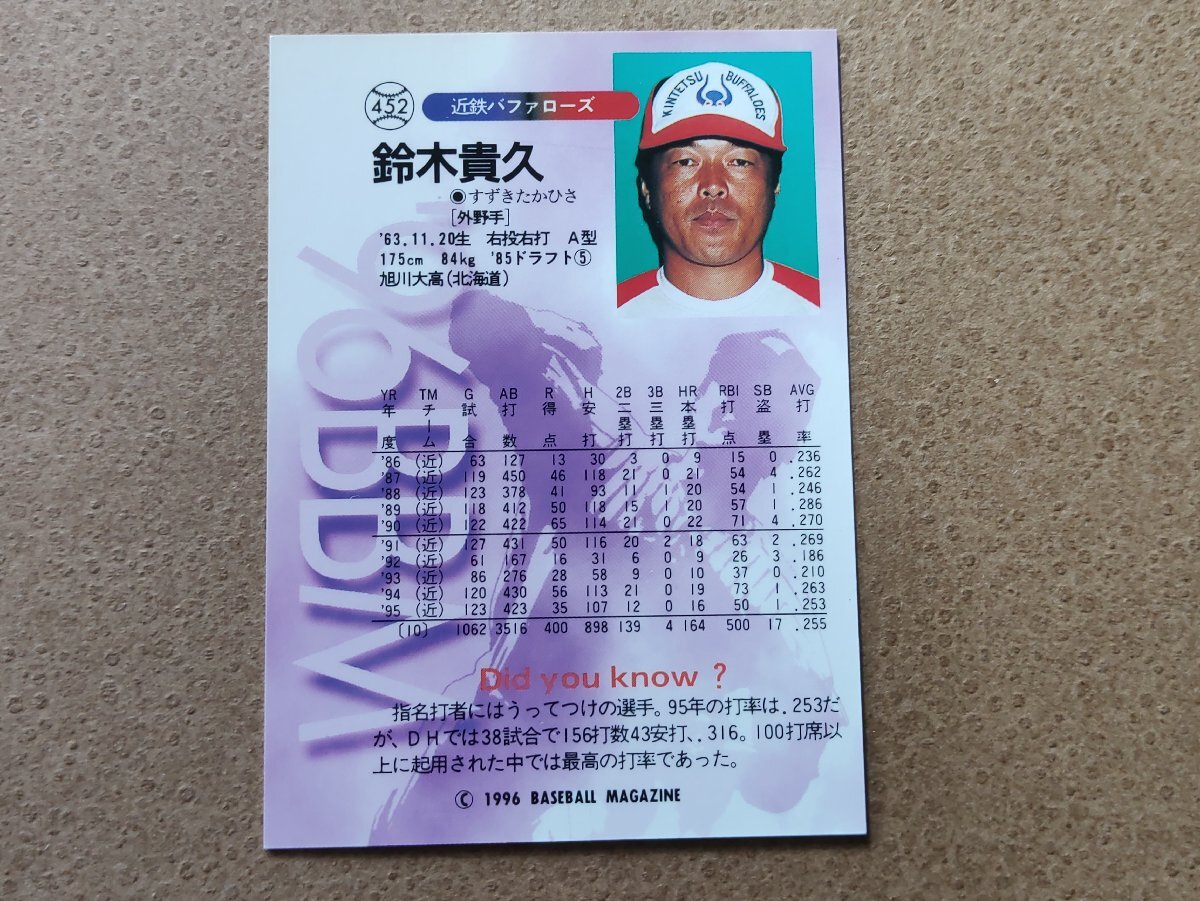 452 近鉄バファローズ
KINTETSU BUFFALOES
鈴木貴久
●すずきたかひさ
[外野手]
'63.11.20生 右投右打 A型
175cm 84kg '85ドラフト⑤
旭川大高(北海道)
'96BBM
YR TM G AB R H 2B 3B HR RBI SB AVG
年度 チーム 試合 打数 得点 安打 二塁打 三塁打 本塁打 打点 盗塁 打率
'86 (近) 63 127 13 30 3 0 9 15 0 .236
'87 (近) 119 450 46 118 21 0 21 54 4 .262
'88 (近) 123 378 41 93 11 1 20 54 1 .246
'89 (近) 118 412 50 118 15 1 20 57 1 .286
'90 (近) 122 422 65 114 21 0 22 71 4 .270
'91 (近) 127 431 50 116 20 2 18 63 2 .269
'92 (近) 61 167 16 31 6 0 9 26 3 .186
'93 (近) 86 276 28 58 9 0 10 37 0 .210
'94 (近) 120 430 56 113 21 0 19 73 1 .263
'95 (近) 123 423 35 107 12 0 16 50 1 .253
〔10〕 1062 3516 400 898 139 4 164 500 17 .255
Did you know ?
指名打者にはうってつけの選手。95年の打率は.253だ
が、DHでは38試合で156打数43安打、.316。100打席以
上に起用された中では最高の打率であった。
© 1996 BASEBALL MAGAZINE